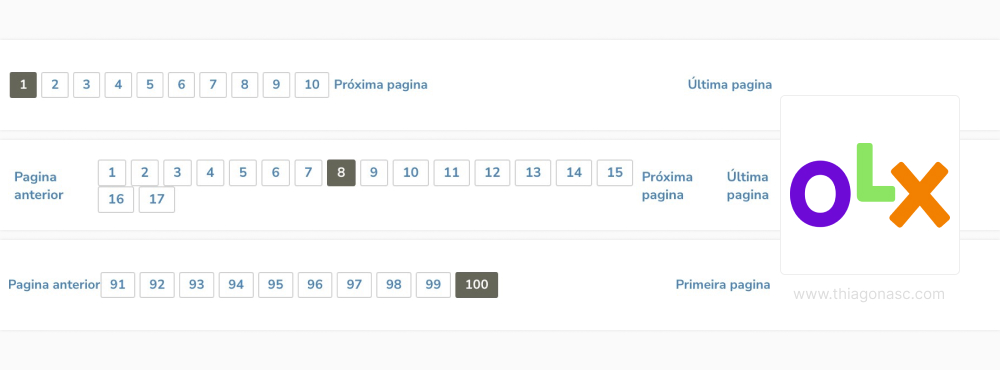 1 2 3 4 5 6 7 8 9 10 Próxima pagina Última pagina
Pagina anterior 1 2 3 4 5 6 7 8 9 10 11 12 13 14 15 Próxima pagina Última pagina
16 17
OLX
Pagina anterior 91 92 93 94 95 96 97 98 99 100 Primeira pagina
www.thiagonasc.com